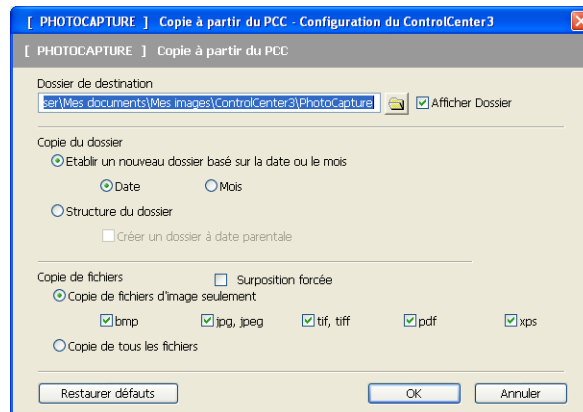 [ PHOTOCAPTURE ] Copie à partir du PCC - Configuration du ControlCenter3
[ PHOTOCAPTURE ] Copie à partir du PCC
Dossier de destination
ser\Mes documents\Mes images\ControlCenter3\PhotoCapture Afficher Dossier
Copie du dossier
Etablir un nouveau dossier basé sur la date ou le mois
Date Mois
Structure du dossier
Créer un dossier à date parentale
Copie de fichiers Surposition forcée
Copie de fichiers d'image seulement
bmp jpg, jpeg tif, tiff pdf xps
Copie de tous les fichiers
Restaurer défauts OK Annuler